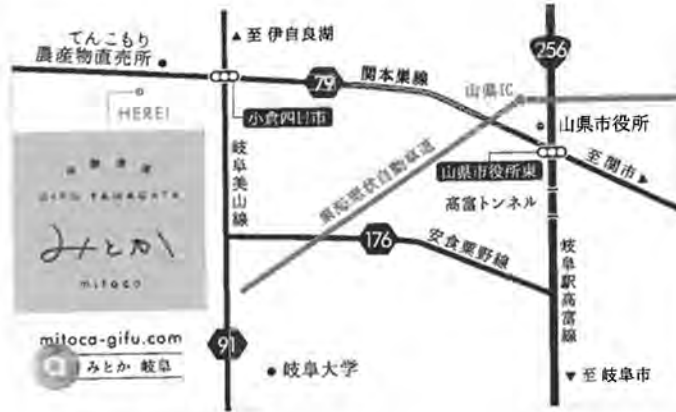 てんこもり
農産物直売所
▲至 伊自良湖
256
79
関本巣線
山県IC
HERE!
小倉四日市
山県市役所
山県市役所東
至 関市▶
GIFU YAMAGATA
みとか
mitoca
岐阜美山線
東海環状自動車道
高富トンネル
176
安食粟野線
岐阜駅高富線
mitoca-gifu.com
みとか 岐阜
91
岐阜大学
▼至 岐阜市